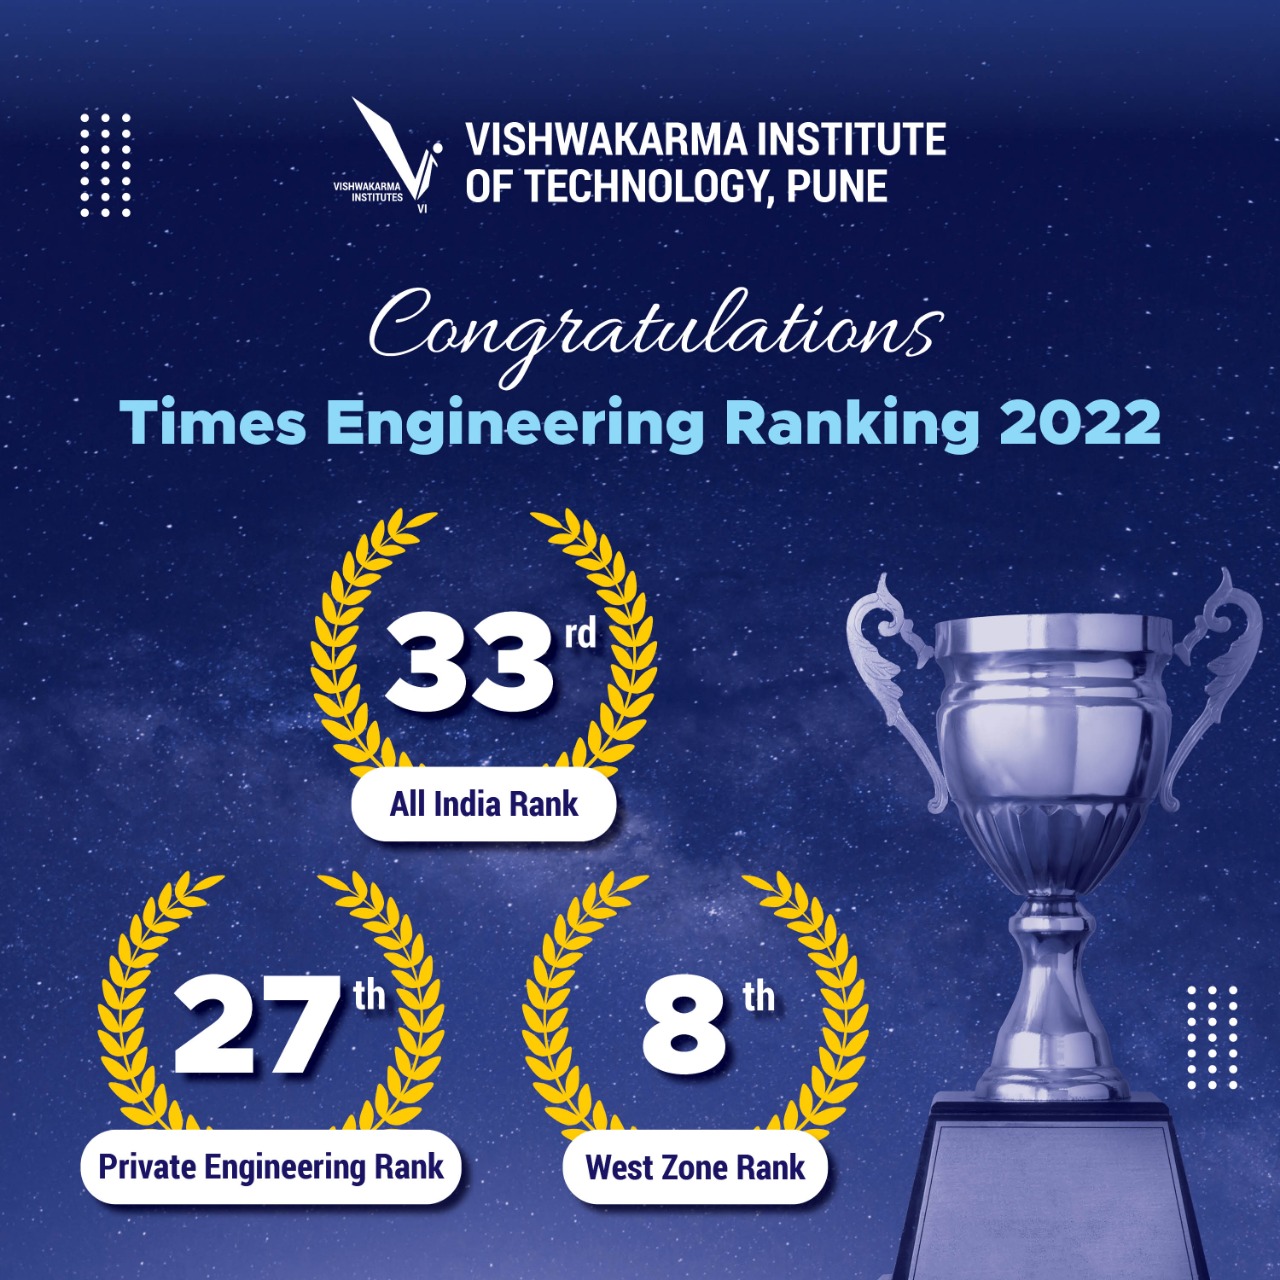 VISHWAKARMA
INSTITUTES
VI
VISHWAKARMA INSTITUTE
OF TECHNOLOGY, PUNE
Congratulations
Times Engineering Ranking 2022
33rd
All India Rank
27th
Private Engineering Rank
8th
West Zone Rank